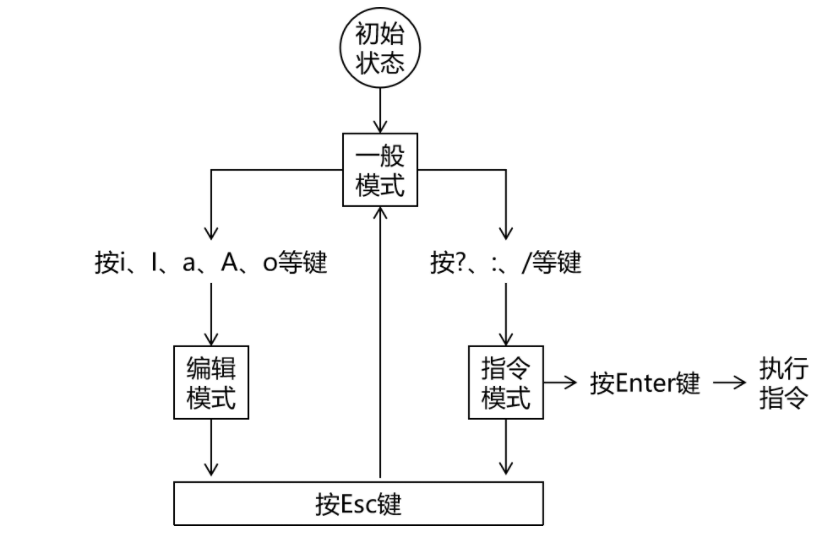 初始
状态
一般
模式
按i、I、a、A、o等键
按?、:、/等键
编辑
模式
指令
模式
按Enter键
执行
指令
按Esc键